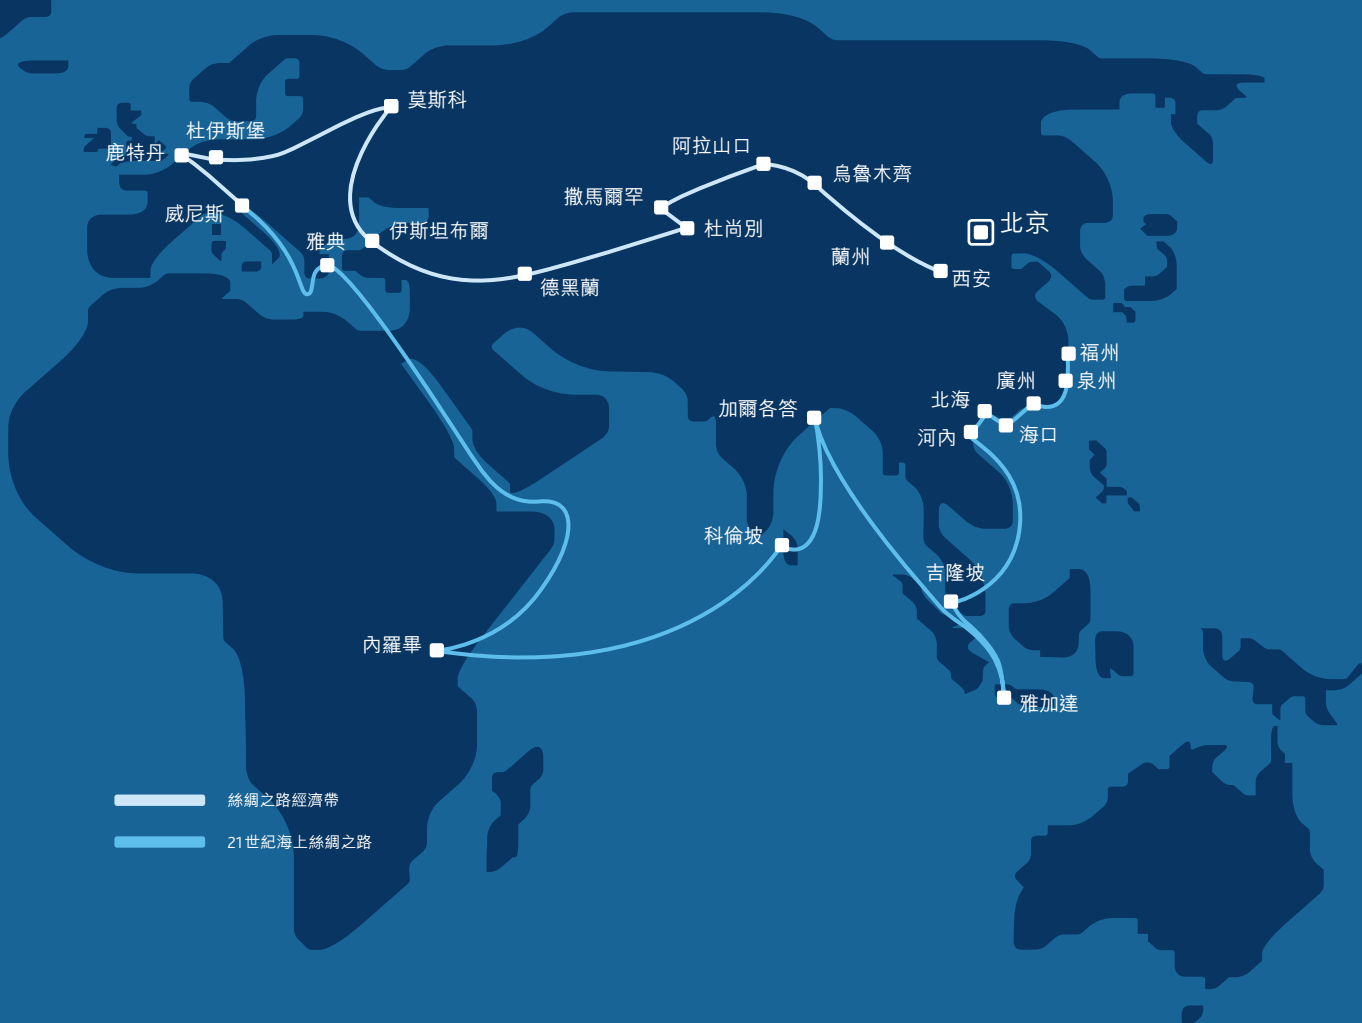 莫斯科
杜伊斯堡
鹿特丹
阿拉山口
烏魯木齊
撒馬爾罕
威尼斯
雅典
伊斯坦布爾
杜尚別
北京
蘭州
西安
德黑蘭
福州
廣州
泉州
北海
加爾各答
河內
海口
科倫坡
吉隆坡
內羅畢
雅加達
絲綢之路經濟帶
21世紀海上絲綢之路